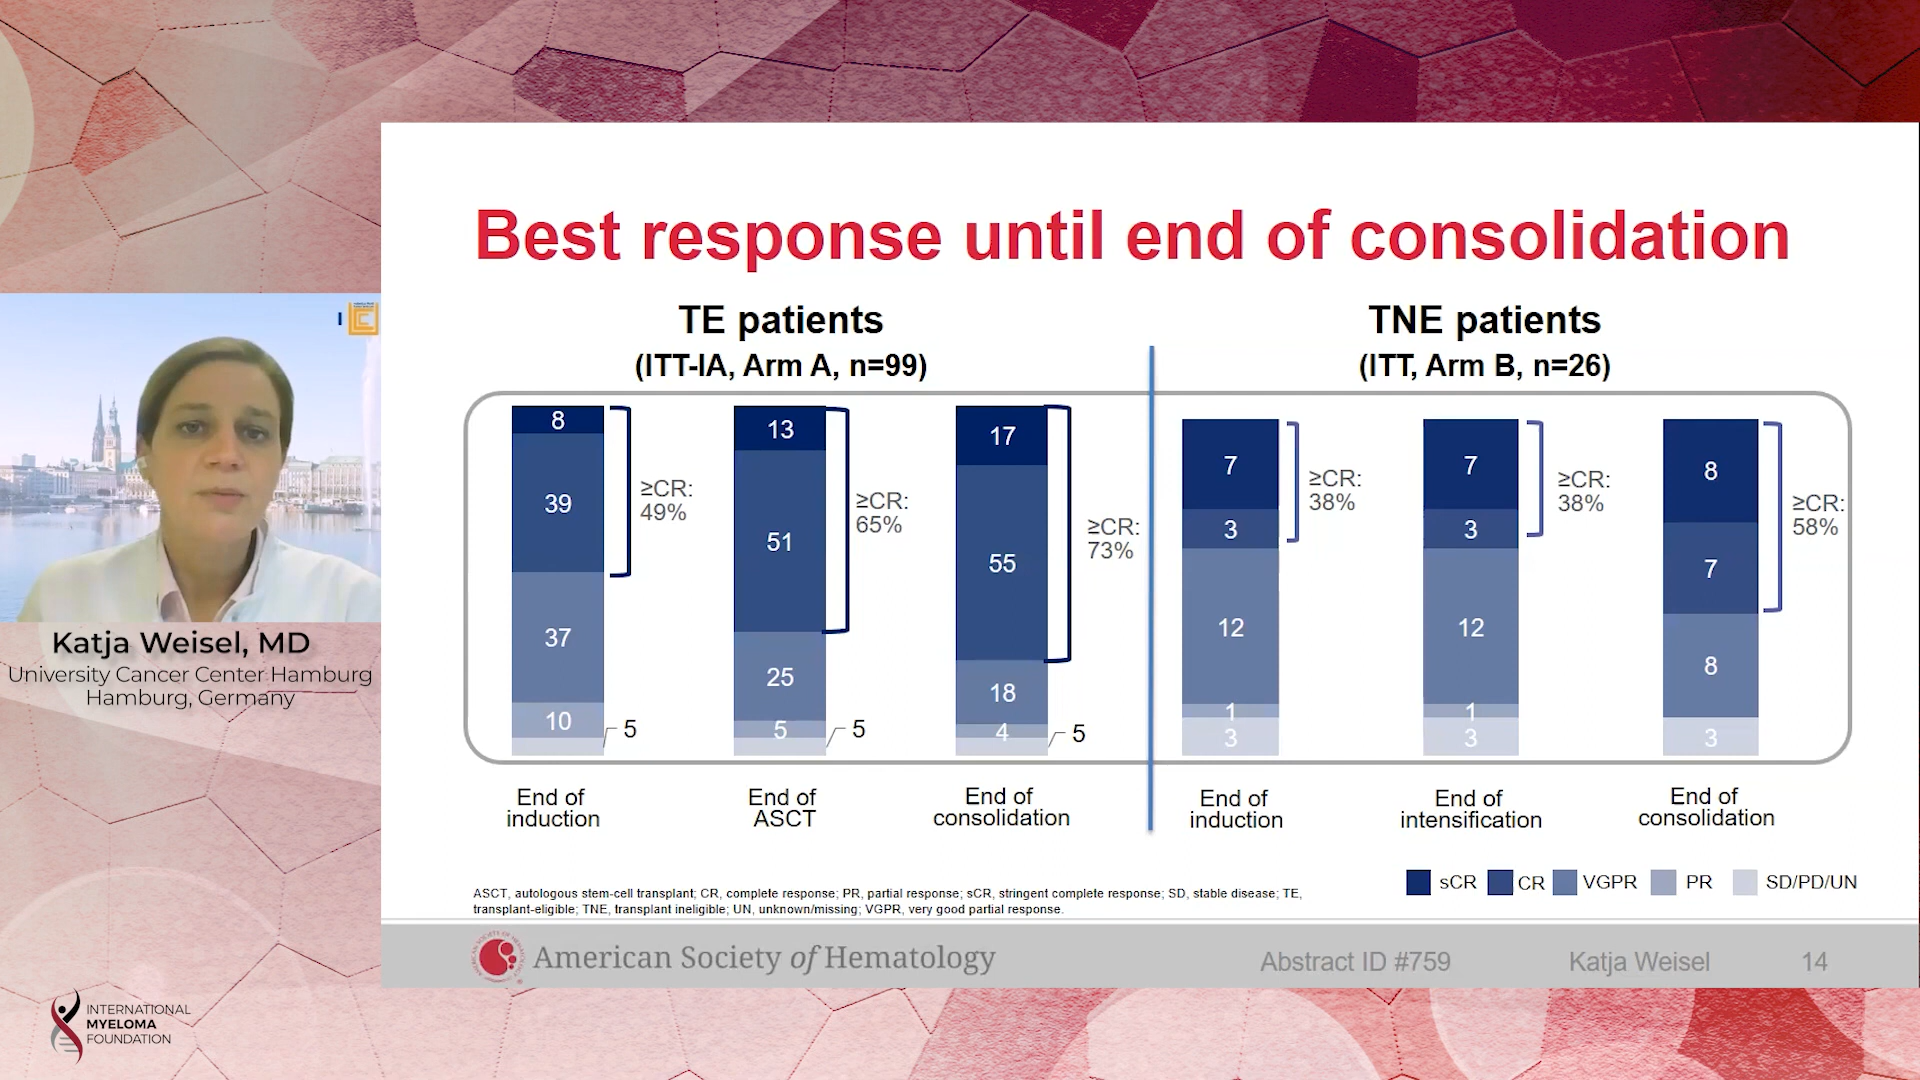 Best response until end of consolidation
TE patients
(ITT-IA, Arm A, n=99)
TNE patients
(ITT, Arm B, n=26)
8
39
37
10
5
≥CR:
49%
13
51
25
5
5
≥CR:
65%
17
55
18
4
5
≥CR:
73%
7
3
12
1
3
≥CR:
38%
7
3
12
1
3
≥CR:
38%
8
7
8
3
≥CR:
58%
End of
induction
End of
ASCT
End of
consolidation
End of
induction
End of
intensification
End of
consolidation
sCR CR VGPR PR SD/PD/UN
ASCT, autologous stem-cell transplant; CR, complete response; PR, partial response; sCR, stringent complete response; SD, stable disease; TE,
transplant-eligible; TNE, transplant ineligible; UN, unknown/missing; VGPR, very good partial response.
American Society of Hematology
Abstract ID #759 Katja Weisel 14
Katja Weisel, MD
University Cancer Center Hamburg
Hamburg, Germany
INTERNATIONAL
MYELOMA
FOUNDATION